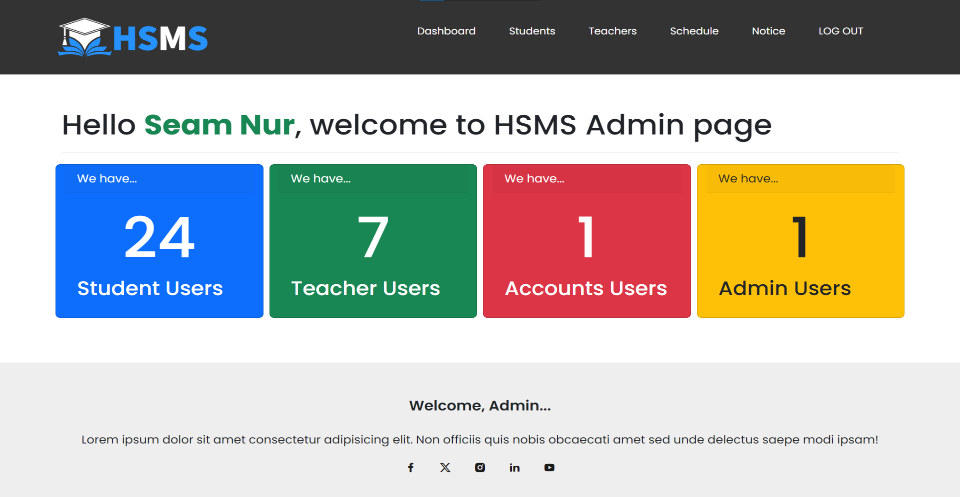 HSMS
Dashboard Students Teachers Schedule Notice LOG OUT
Hello Seam Nur, welcome to HSMS Admin page
We have... We have... We have... We have...
24 7 1 1
Student Users Teacher Users Accounts Users Admin Users
Welcome, Admin...
Lorem ipsum dolor sit amet consectetur adipisicing elit. Non officiis quis nobis obcaecati amet sed unde delectus saepe modi ipsam!